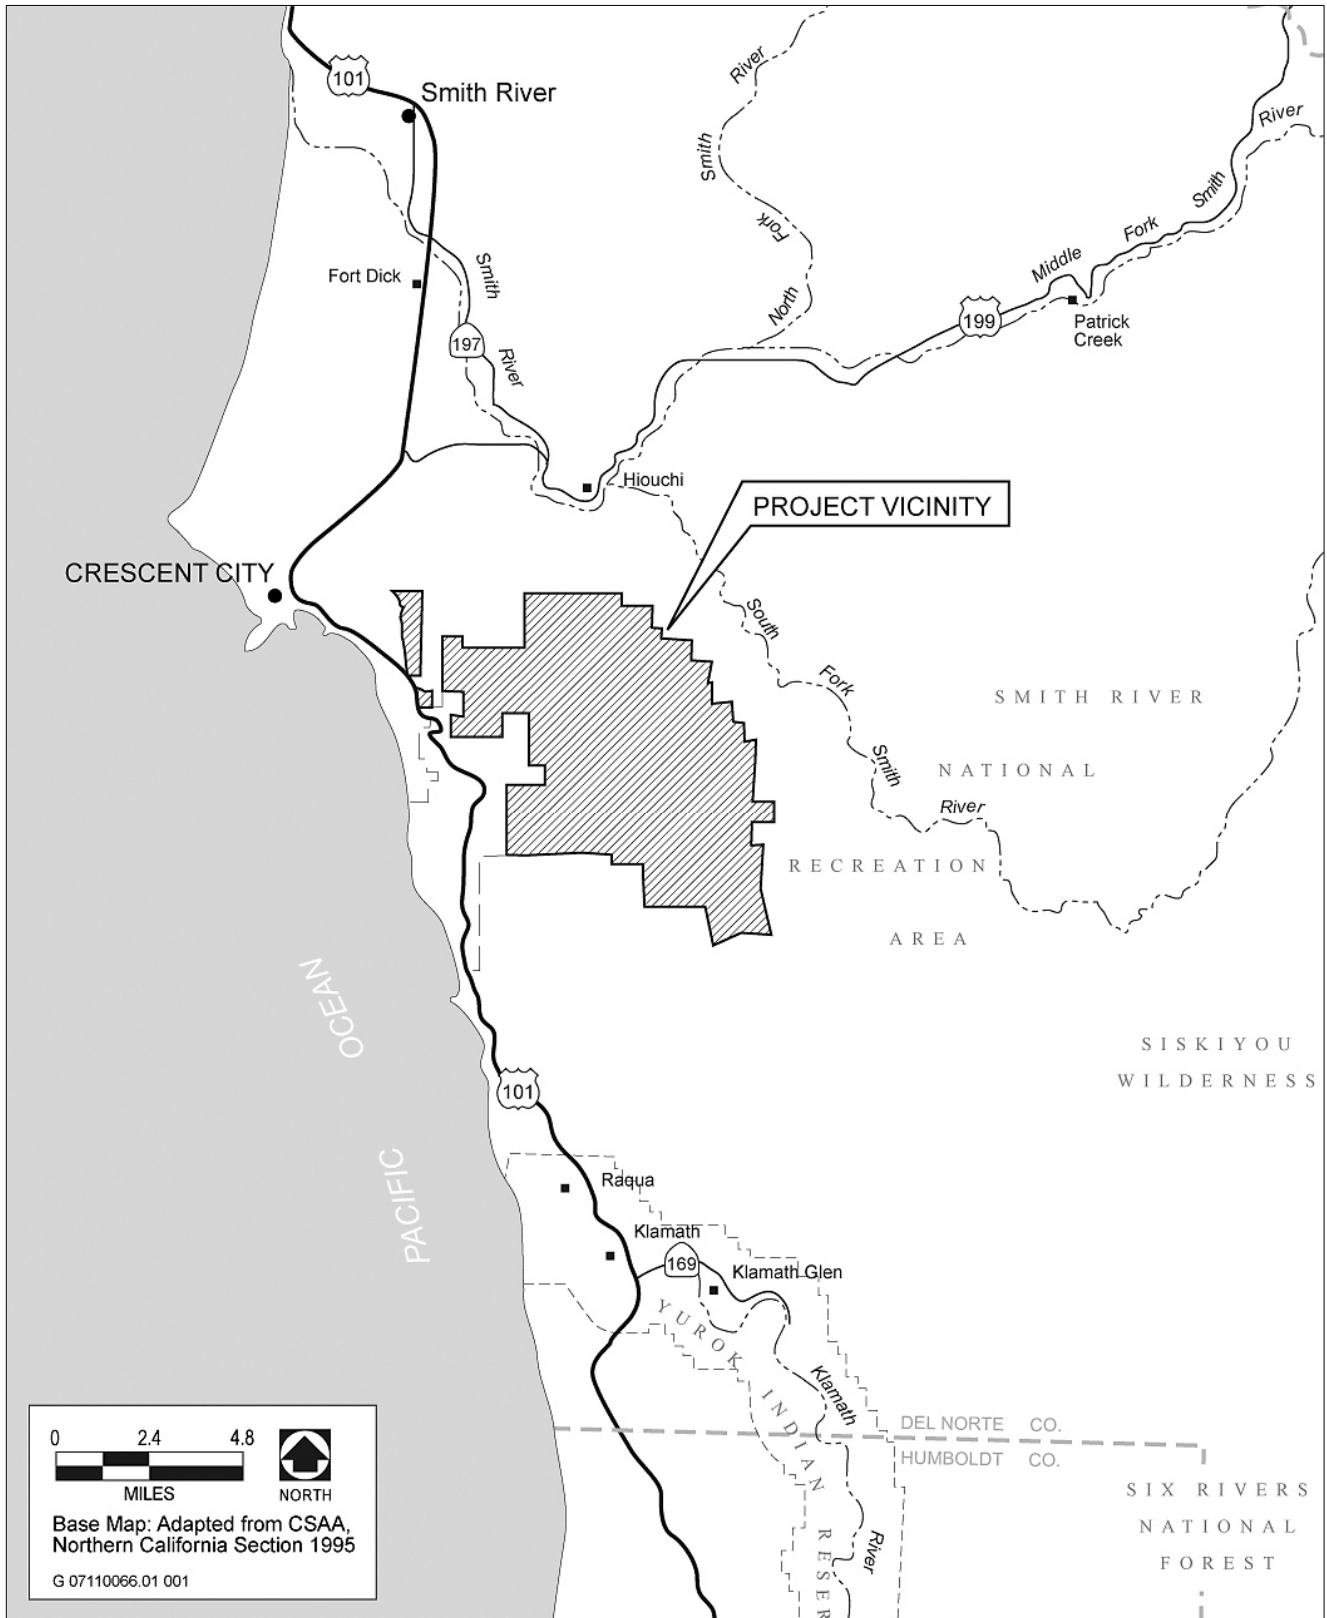 101
Smith River
River
Smith
Fork
North
River
Smith
Fork
Middle
Fort Dick
Smith
197
River
199
Patrick
Creek
Hiouchi
PROJECT VICINITY
CRESCENT CITY
South
Fork
Smith
River
SMITH RIVER
NATIONAL
RECREATION
AREA
OCEAN
PACIFIC
SISKIYOU
WILDERNESS
101
Raqua
Klamath
169
Klamath Glen
YUROK
INDIAN
RESER
Klamath
River
DEL NORTE CO.
HUMBOLDT CO.
SIX RIVERS
NATIONAL
FOREST
0 2.4 4.8
MILES
NORTH
Base Map: Adapted from CSAA,
Northern California Section 1995
G 07110066.01 001